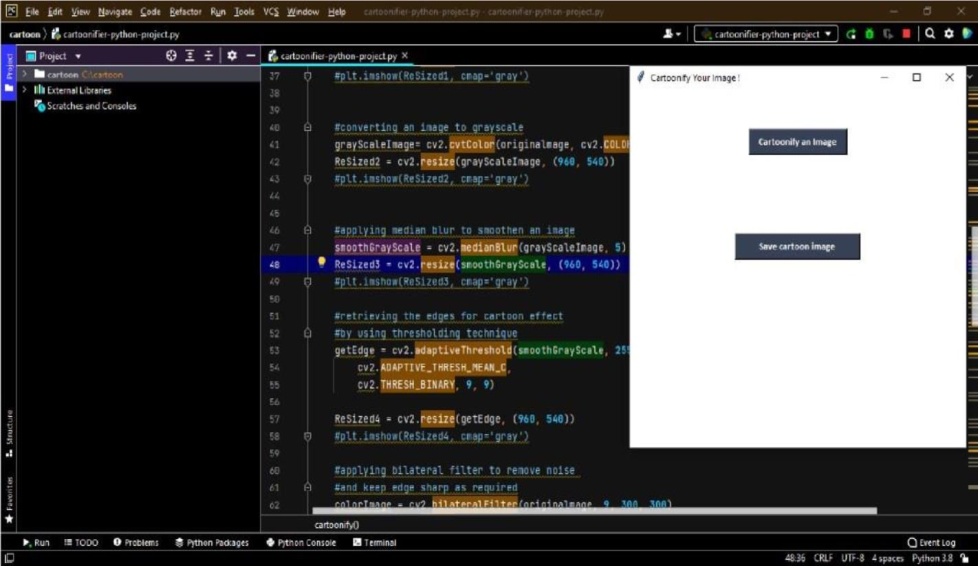 File Edit View Navigate Code Refactor Run Tools VCS Window Help cartoonifier-python-project.py - cartoonifier-python-project.py
cartoon cartoonifier-python-project.py
cartoonifier-python-project
Project
cartoonifier-python-project.py
Project
cartoon C:\cartoon
External Libraries
Scratches and Consoles
Structure
Favorites
37 #plt.imshow(ReSized1, cmap='gray')
38
39
40 #converting an image to grayscale
41 grayScaleImage= cv2.cvtColor(originalmage, cv2.COLOR
42 ReSized2 = cv2.resize(grayScaleImage, (960, 540))
43 #plt.imshow(ReSized2, cmap='gray')
44
45
46 #applying median blur to smoothen an image
47 smoothGrayScale = cv2.medianBlur(grayScaleImage, 5)
48 ReSized3 = cv2.resize(smoothGrayScale, (960, 540))
49 #plt.imshow(ReSized3, cmap='gray')
50
51 #retrieving the edges for cartoon effect
52 #by using thresholding technique
53 getEdge = cv2.adaptiveThreshold(smoothGrayScale, 255
54 cv2.ADAPTIVE_THRESH_MEAN_C,
55 cv2.THRESH_BINARY, 9, 9)
56
57 ReSized4 = cv2.resize(getEdge, (960, 540))
58 #plt.imshow(ReSized4, cmap='gray')
59
60 #applying bilateral filter to remove noise
61 #and keep edge sharp as required
62 colorImage = cv2.bilateralFilter(originalmage, 9, 300, 300)
cartoonify()
Cartoonify Your Image !
Cartoonify an Image
Save cartoon image
Run TODO Problems Python Packages Python Console Terminal Event Log
48:36 CRLF UTF-8 4 spaces Python 3.8